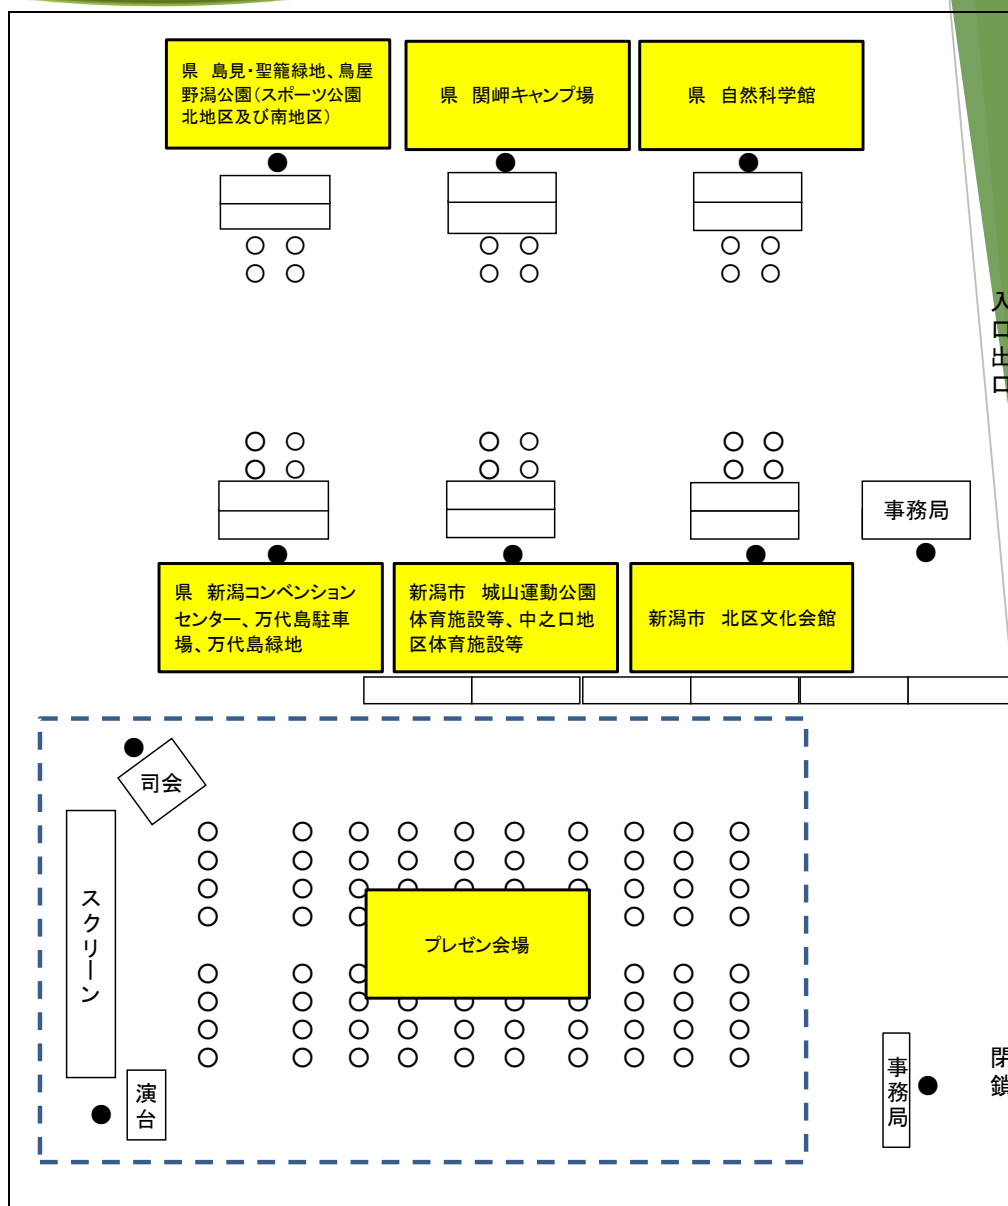 県　島見・聖籠緑地、鳥屋
野潟公園（スポーツ公園
北地区及び南地区）
県　関岬キャンプ場
県　自然科学館
入口
出口
事務局
県　新潟コンベンション
センター、万代島駐車
場、万代島緑地
新潟市　城山運動公園
体育施設等、中之口地
区体育施設等
新潟市　北区文化会館
司会
スクリーン
プレゼン会場
演台
事務局
閉鎖